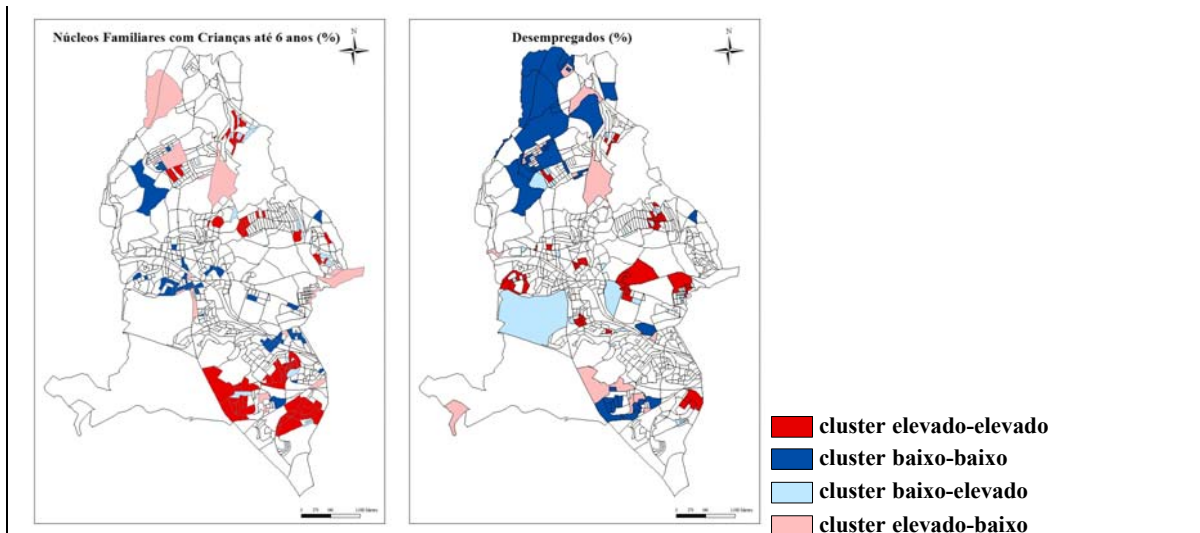 Núcleos Familiares com Crianças até 6 anos (%)
N
Desempregados (%)
N
cluster elevado-elevado
cluster baixo-baixo
cluster baixo-elevado
cluster elevado-baixo